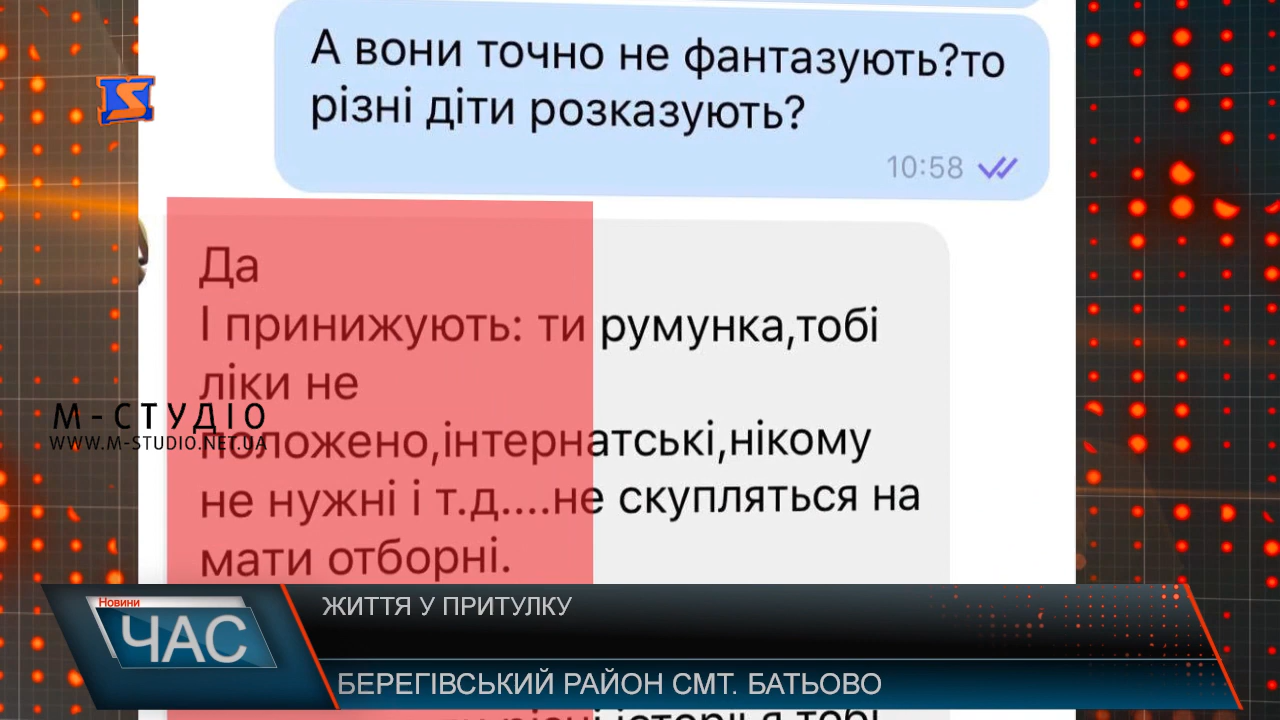 А вони точно не фантазують?то
різні діти розказують?
10:58
Да
І принижують: ти румунка,тобі
ліки не
положено,інтернатські,нікому
не нужні і т.д....не скупляться на
мати отборні.
М-СТУДІО
WWW.M-STUDIO.NET.UA
Новини
ЧАС
ЖИТТЯ У ПРИТУЛКУ
БЕРЕГІВСЬКИЙ РАЙОН СМТ. БАТЬОВО